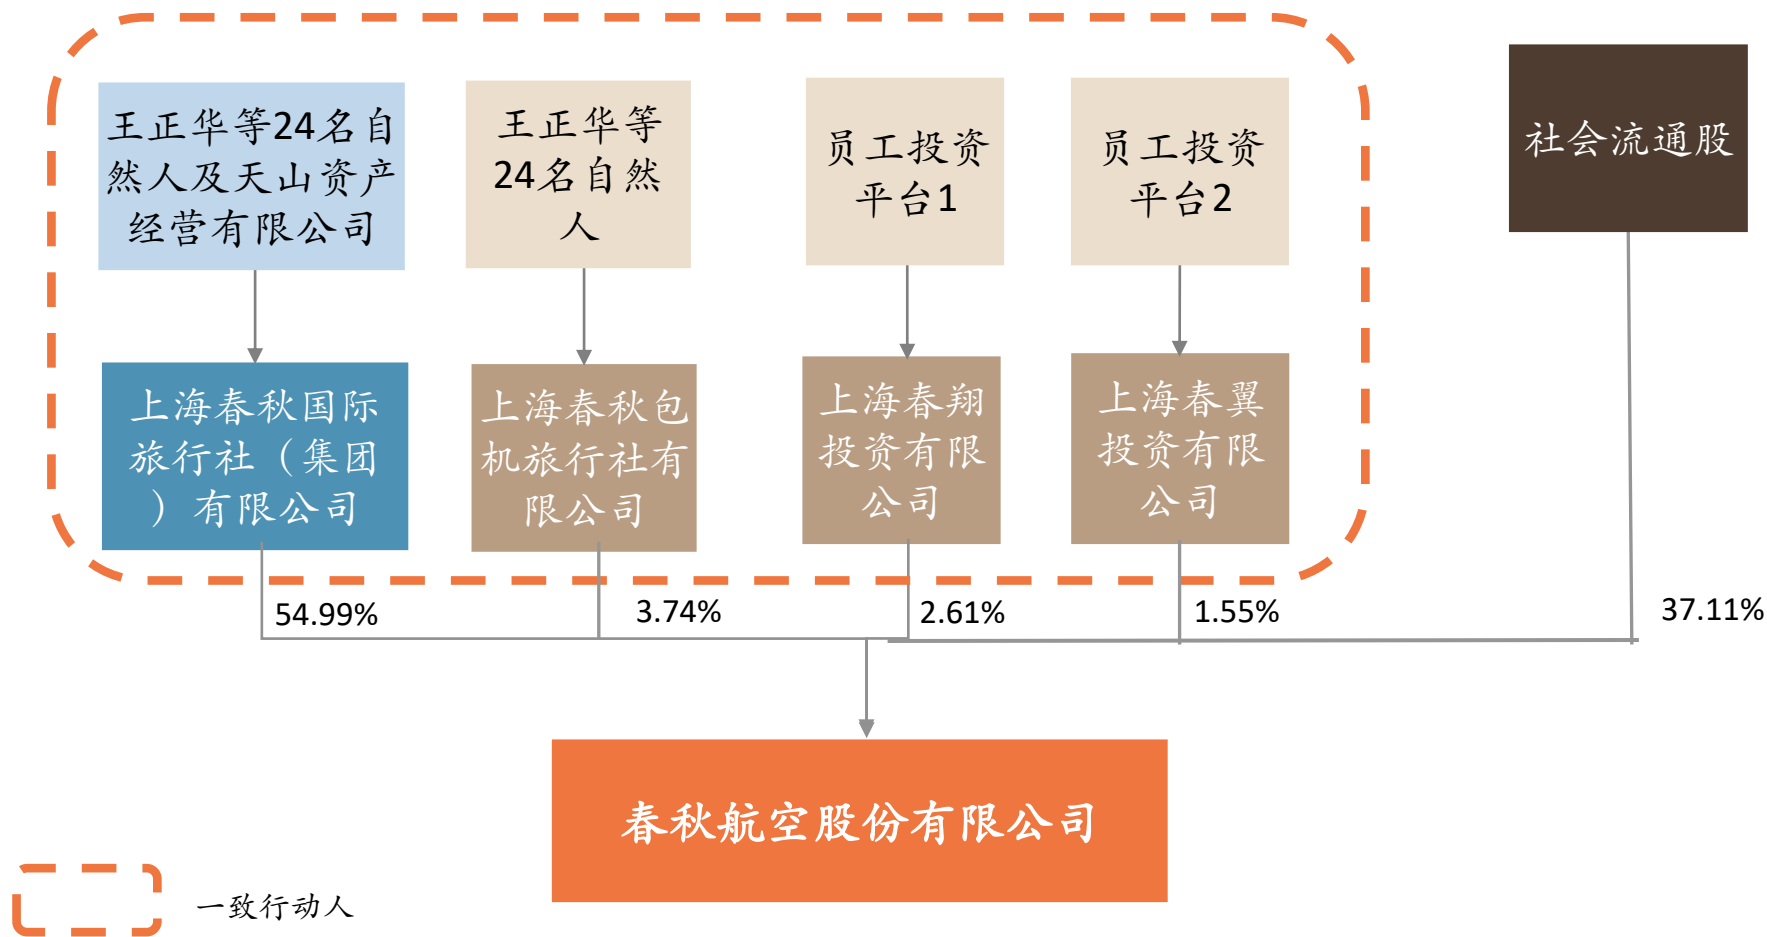 王正华等24名自
然人及天山资产
经营有限公司
王正华等
24名自然
人
员工投资
平台1
员工投资
平台2
社会流通股
上海春秋国际
旅行社（集团
）有限公司
上海春秋包
机旅行社有
限公司
上海春翔
投资有限
公司
上海春翼
投资有限
公司
54.99%
3.74%
2.61%
1.55%
37.11%
春秋航空股份有限公司
一致行动人